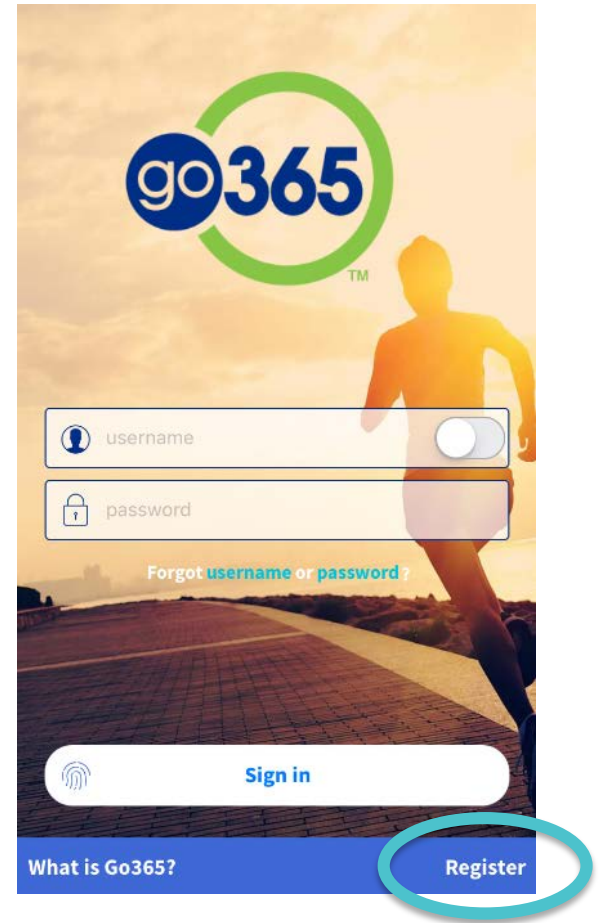 go365
TM
username
password
Forgot username or password ?
Sign in
What is Go365?
Register